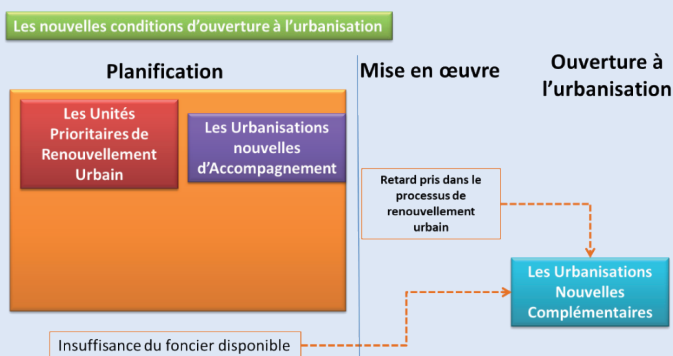 Les nouvelles conditions d'ouverture à l'urbanisation
Planification
Mise en œuvre
Ouverture à
l'urbanisation
Les Unités
Prioritaires de
Renouvellement
Urbain
Les Urbanisations
nouvelles
d'Accompagnement
Retard pris dans le
processus de
renouvellement
urbain
Les Urbanisations
Nouvelles
Complémentaires
Insuffisance du foncier disponible